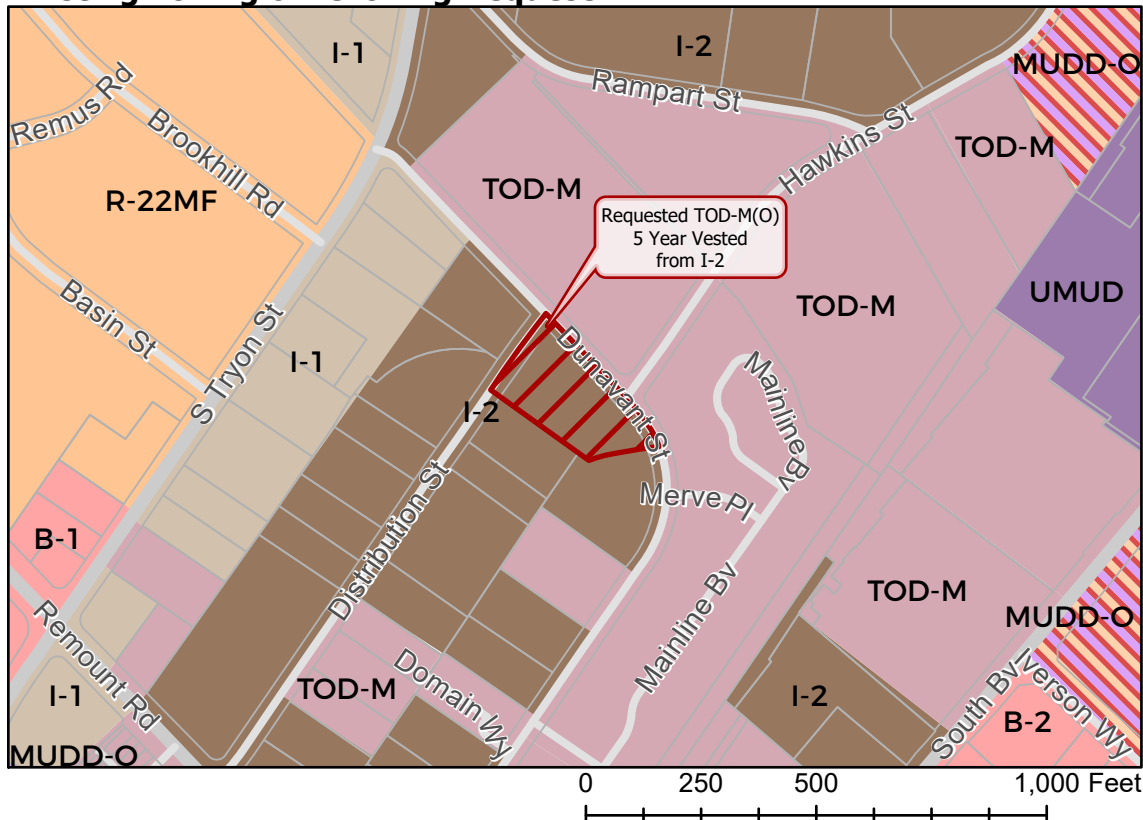 I-1
I-2
MUDD-O
Remus Rd
Brookhill Rd
Rampart St
Hawkins St
TOD-M
TOD-M
R-22MF
Requested TOD-M(O)
5 Year Vested
from I-2
Basin St
S Tryon St
I-1
TOD-M
UMUD
Dunavant St
Mainline Bv
I-2
Merve Pl
B-1
Distribution St
Mainline Bv
TOD-M
MUDD-O
Remount Rd
Domain Wy
TOD-M
I-1
I-2
South Bv
Iverson Wy
B-2
MUDD-O
0 250 500 1,000 Feet